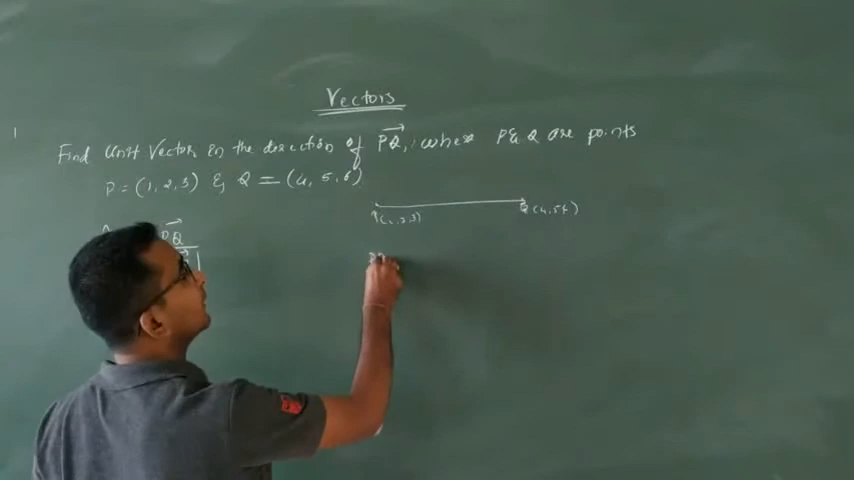 Vectors
1
Find Unit Vector in the direction of PQ, where P & Q are points
P = (1, 2, 3) & Q = (4, 5, 6)
P(1, 2, 3) Q(4, 5, 6)
PQ